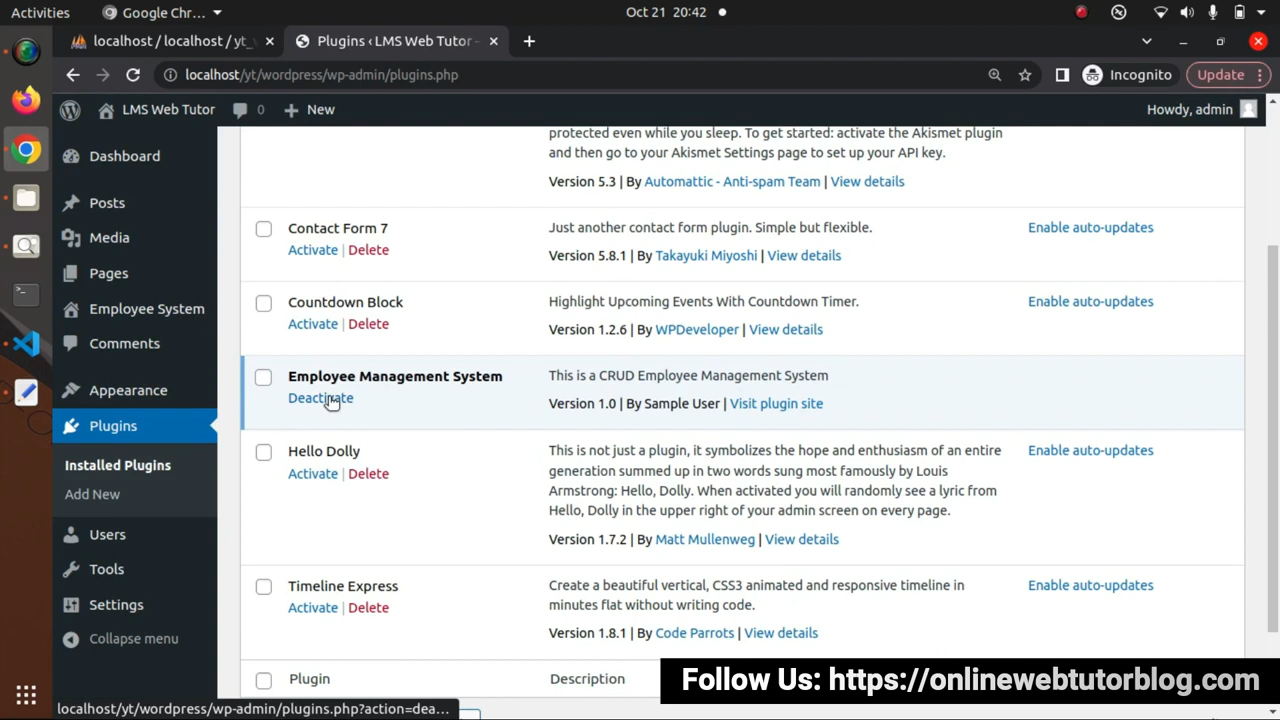 Activities Google Chr... Oct 21 20:42
localhost / localhost / yt_ Plugins ‹ LMS Web Tutor –
localhost/yt/wordpress/wp-admin/plugins.php Incognito Update
LMS Web Tutor 0 New Howdy, admin
protected even while you sleep. To get started: activate the Akismet plugin
and then go to your Akismet Settings page to set up your API key.
Version 5.3 | By Automattic - Anti-spam Team | View details
Dashboard
Posts
Media
Pages
Employee System
Comments
Appearance
Plugins
Installed Plugins
Add New
Users
Tools
Settings
Collapse menu
Contact Form 7
Activate | Delete
Just another contact form plugin. Simple but flexible.
Version 5.8.1 | By Takayuki Miyoshi | View details
Enable auto-updates
Countdown Block
Activate | Delete
Highlight Upcoming Events With Countdown Timer.
Version 1.2.6 | By WPDeveloper | View details
Enable auto-updates
Employee Management System
Deactivate
This is a CRUD Employee Management System
Version 1.0 | By Sample User | Visit plugin site
Hello Dolly
Activate | Delete
This is not just a plugin, it symbolizes the hope and enthusiasm of an entire
generation summed up in two words sung most famously by Louis
Armstrong: Hello, Dolly. When activated you will randomly see a lyric from
Hello, Dolly in the upper right of your admin screen on every page.
Version 1.7.2 | By Matt Mullenweg | View details
Enable auto-updates
Timeline Express
Activate | Delete
Create a beautiful vertical, CSS3 animated and responsive timeline in
minutes flat without writing code.
Version 1.8.1 | By Code Parrots | View details
Enable auto-updates
Plugin Description
localhost/yt/wordpress/wp-admin/plugins.php?action=dea...
Follow Us: https://onlinewebtutorblog.com